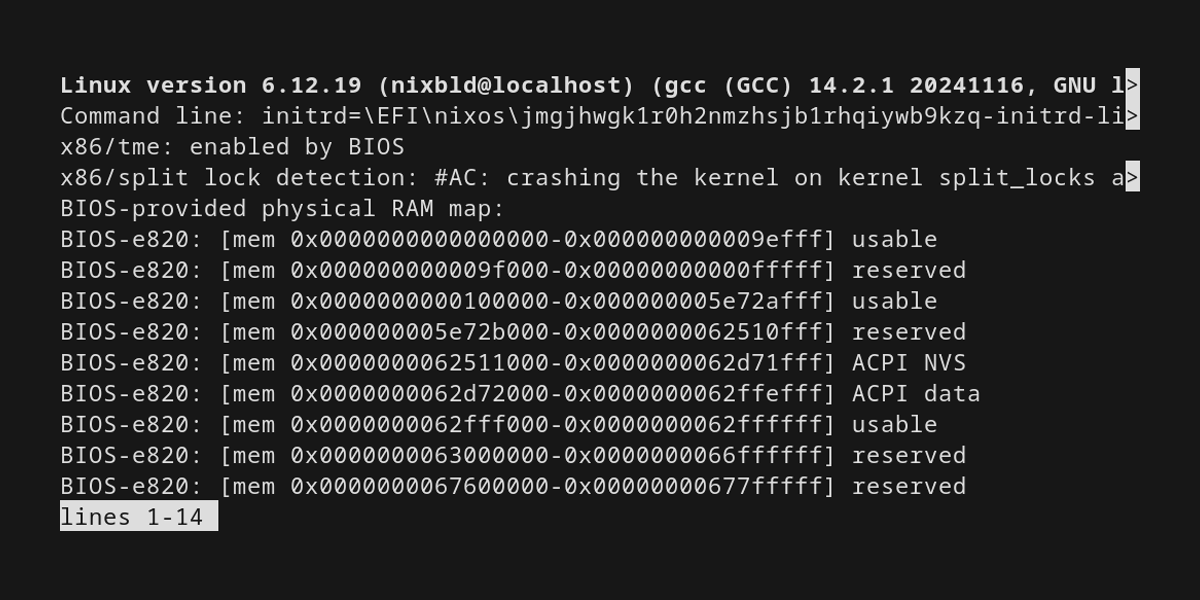 Linux version 6.12.19 (nixbld@localhost) (gcc (GCC) 14.2.1 20241116, GNU l>
Command line: initrd=\EFI\nixos\jmgjhwgk1r0h2nmzhsjb1rhqiywb9kzq-initrd-li>
x86/tme: enabled by BIOS
x86/split lock detection: #AC: crashing the kernel on kernel split_locks a>
BIOS-provided physical RAM map:
BIOS-e820: [mem 0x0000000000000000-0x000000000009efff] usable
BIOS-e820: [mem 0x000000000009f000-0x00000000000fffff] reserved
BIOS-e820: [mem 0x0000000000100000-0x000000005e72afff] usable
BIOS-e820: [mem 0x000000005e72b000-0x0000000062510fff] reserved
BIOS-e820: [mem 0x0000000062511000-0x0000000062d71fff] ACPI NVS
BIOS-e820: [mem 0x0000000062d72000-0x0000000062ffefff] ACPI data
BIOS-e820: [mem 0x0000000062fff000-0x0000000062ffffff] usable
BIOS-e820: [mem 0x0000000063000000-0x0000000066ffffff] reserved
BIOS-e820: [mem 0x0000000067600000-0x00000000677fffff] reserved
lines 1-14